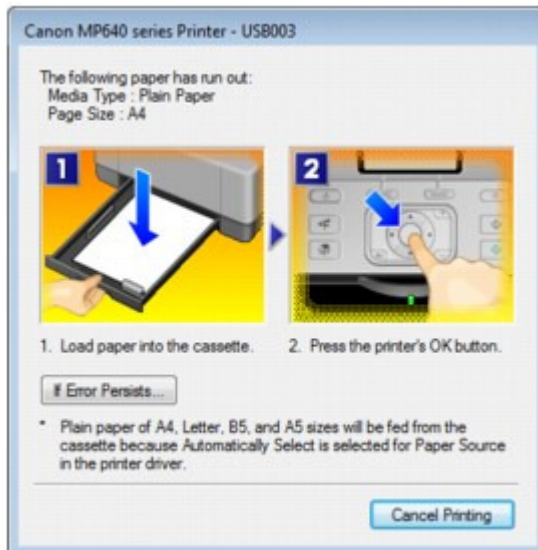 Canon MP640 series Printer - USB003
The following paper has run out:
Media Type : Plain Paper
Page Size : A4
1
2
1. Load paper into the cassette.
2. Press the printer's OK button.
If Error Persists...
* Plain paper of A4, Letter, B5, and A5 sizes will be fed from the
cassette because Automatically Select is selected for Paper Source
in the printer driver.
Cancel Printing